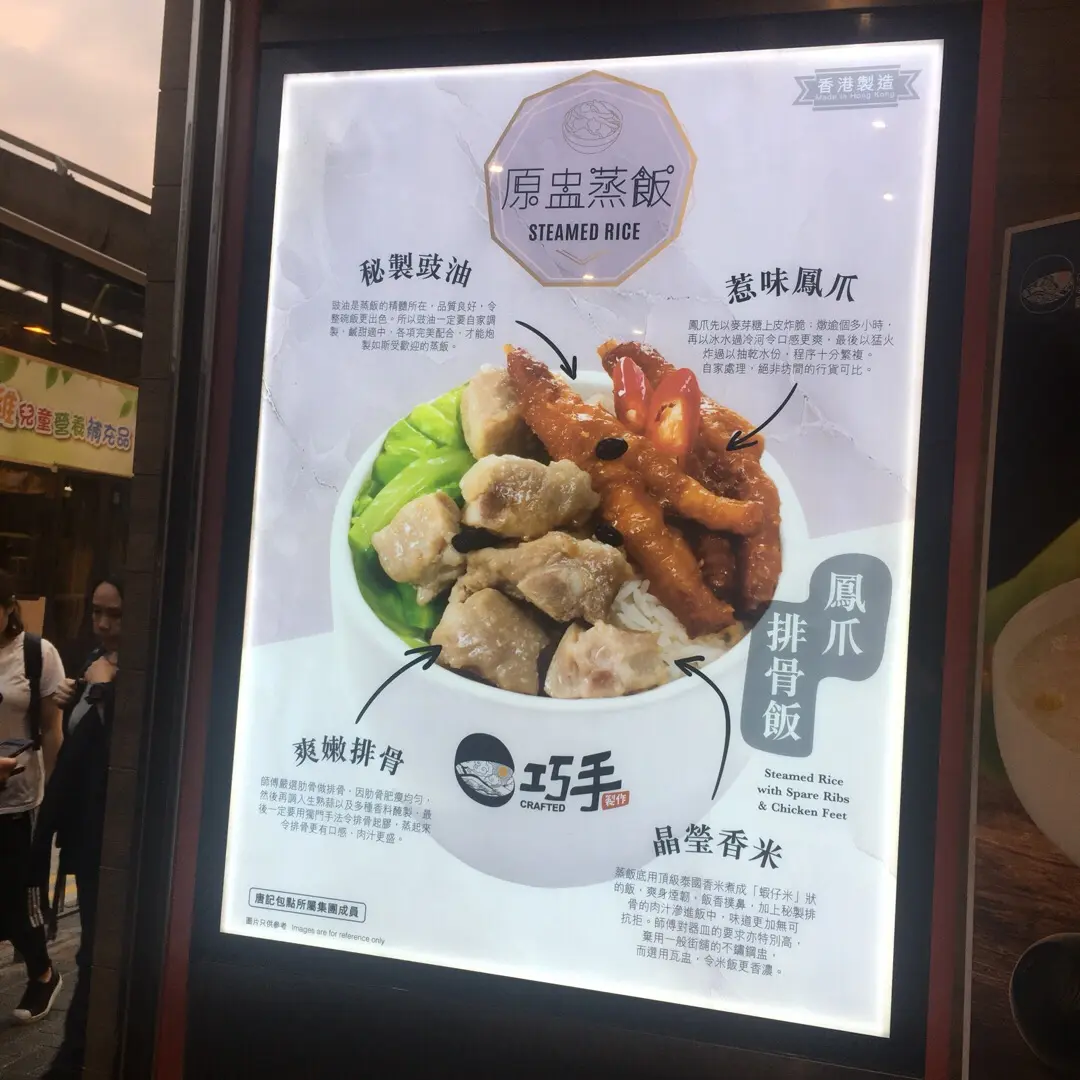 香港製造
Made in Hong Kong
原盅蒸飯
STEAMED RICE
秘製豉油
豉油是蒸飯的精髓所在，品質良好，令
整碗飯更出色。所以豉油一定要自家調
製，鹹甜適中，各項完美配合，才能炮
製如斯受歡迎的蒸飯。
惹味鳳爪
鳳爪先以麥芽糖上皮炸脆；燉逾個多小時，
再以冰水過冷河令口感更爽，最後以猛火
炸過以抽乾水份，程序十分繁複。
自家處理，絕非坊間的行貨可比。
兒童營養補充品
鳳爪
排骨飯
Steamed Rice
with Spare Ribs
& Chicken Feet
爽嫩排骨
師傅嚴選肋骨做排骨，因肋骨肥瘦均勻，
然後再調入生熟蒜以及多種香料醃製，最
後一定要用獨門手法令排骨起膠，蒸起來
令排骨更有口感，肉汁更盛。
巧手
CRAFTED
製作
晶瑩香米
蒸飯底用頂級泰國香米煮成「蝦仔米」狀
的飯，爽身煙韌，飯香撲鼻，加上秘製排
骨的肉汁滲進飯中，味道更加無可
抗拒。師傅對器皿的要求亦特別高，
棄用一般街舖的不鏽鋼盅，
而選用瓦盅，令米飯更香濃。
唐記包點所屬集團成員
圖片只供參考 Images are for reference only